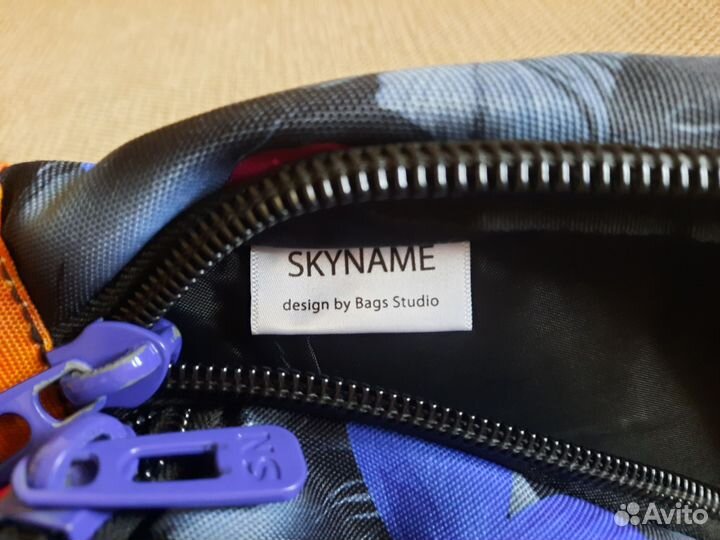 SKYNAME
design by Bags Studio
SN
Avito